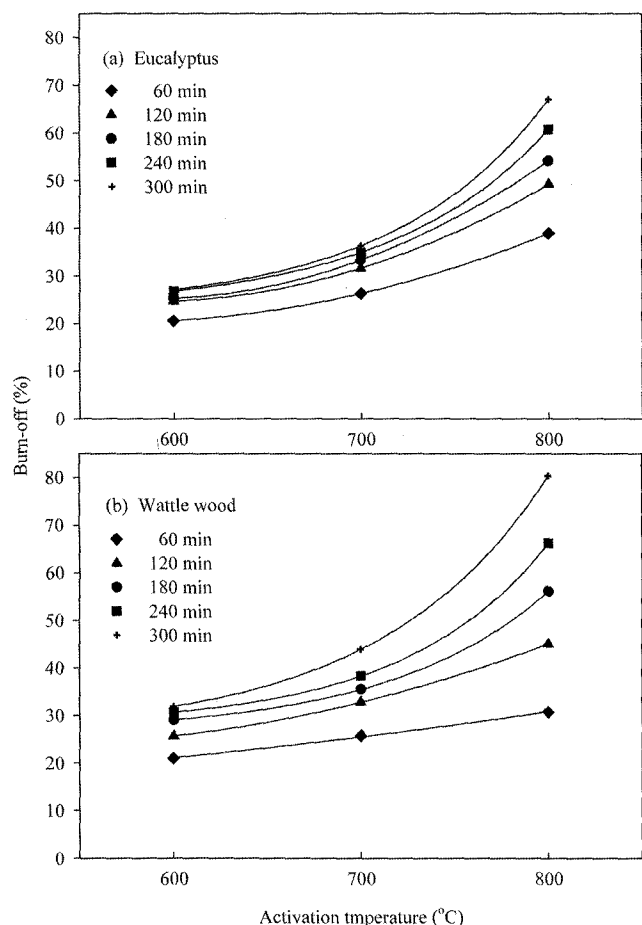 80
(a) Eucalyptus
70
60 min
60
120 min
180 min
50
240 min
300 min
40
30
20
10
0
600
700
800
Burn-off (%)
80
(b) Wattle wood
70
60 min
60
120 min
180 min
50
240 min
300 min
40
30
20
10
0
600
700
800
Activation tmperature (°C)